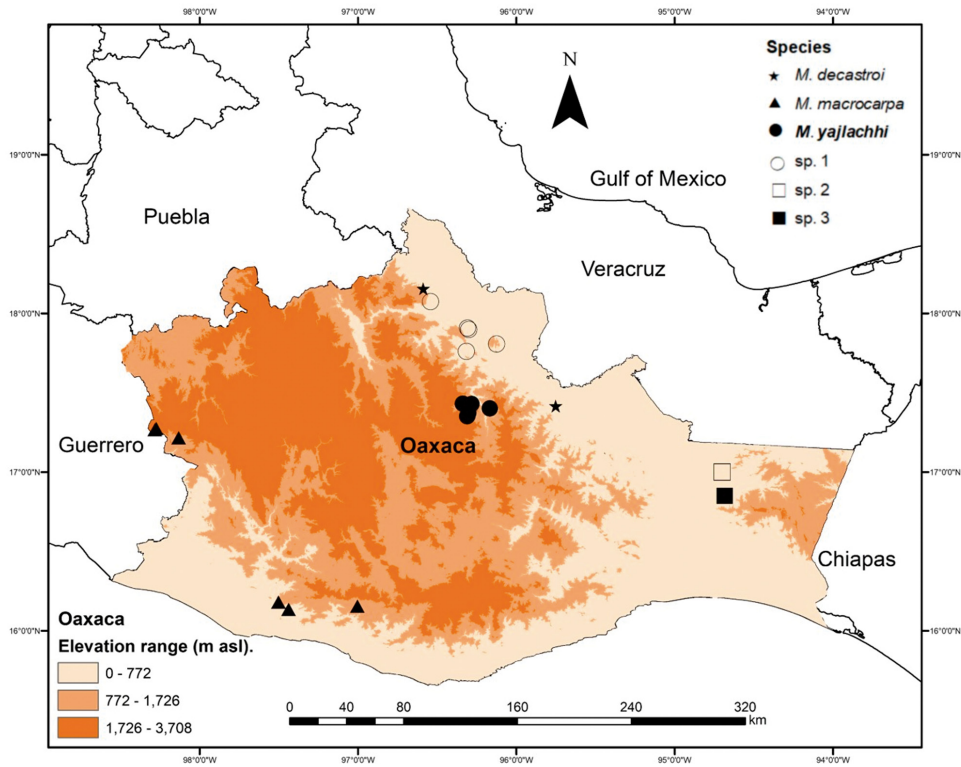 98°0'0"W 97°0'0"W 96°0'0"W 95°0'0"W 94°0'0"W
Species
N
M. decastroi
M. macrocarpa
M. yajlachhi
sp. 1
sp. 2
sp. 3
19°0'0"N 19°0'0"N
Gulf of Mexico
Puebla
Veracruz
18°0'0"N 18°0'0"N
Guerrero
Oaxaca
17°0'0"N 17°0'0"N
Chiapas
16°0'0"N 16°0'0"N
Oaxaca
Elevation range (m asl).
0 - 772
772 - 1,726
1,726 - 3,708
0 40 80 160 240 320
km
98°0'0"W 97°0'0"W 96°0'0"W 95°0'0"W 94°0'0"W